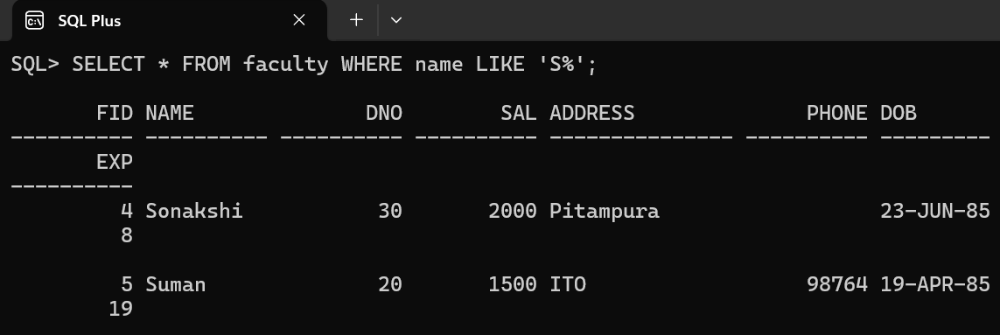 SQL Plus
SQL> SELECT * FROM faculty WHERE name LIKE 'S%';
       FID NAME              DNO        SAL ADDRESS              PHONE DOB
---------- ---------- ---------- ---------- --------------- ---------- ---------
       EXP
----------
         4 Sonakshi           30       2000 Pitampura                  23-JUN-85
         8
         5 Suman              20       1500 ITO                  98764 19-APR-85
        19